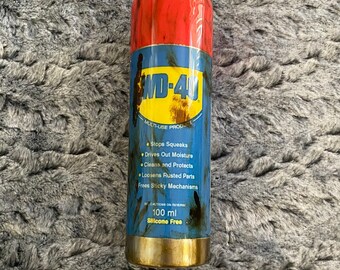 WD-40
MULTI-USE PRODUCT
• Stops Squeaks
• Drives Out Moisture
• Cleans and Protects
• Loosens Rusted Parts
Frees Sticky Mechanisms
100 ml
Silicone Free